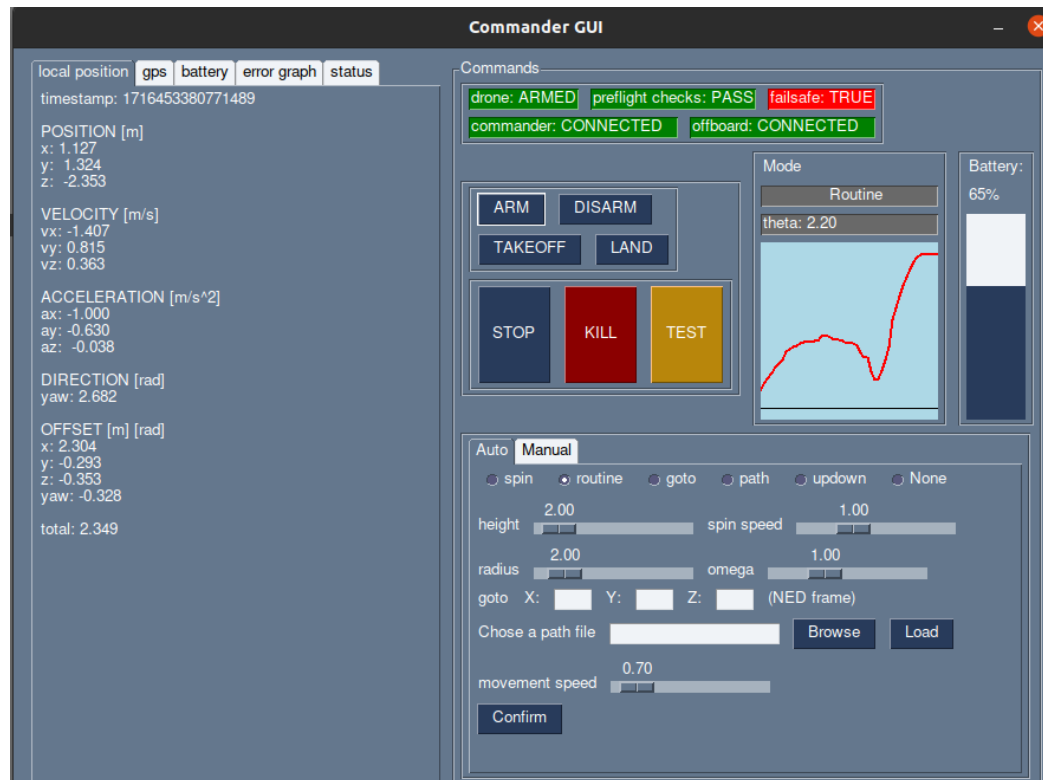 Commander GUI
local position gps battery error graph status
timestamp: 1716453380771489
POSITION [m]
x: 1.127
y: 1.324
z: -2.353
VELOCITY [m/s]
vx: -1.407
vy: 0.815
vz: 0.363
ACCELERATION [m/s^2]
ax: -1.000
ay: -0.630
az: -0.038
DIRECTION [rad]
yaw: 2.682
OFFSET [m] [rad]
x: 2.304
y: -0.293
z: -0.353
yaw: -0.328
total: 2.349
Commands
drone: ARMED preflight checks: PASS failsafe: TRUE
commander: CONNECTED offboard: CONNECTED
ARM DISARM
TAKEOFF LAND
STOP KILL TEST
Mode
Routine
theta: 2.20
Battery:
65%
Auto Manual
spin routine goto path updown None
height 2.00 spin speed 1.00
radius 2.00 omega 1.00
goto X: Y: Z: (NED frame)
Chose a path file Browse Load
movement speed 0.70
Confirm